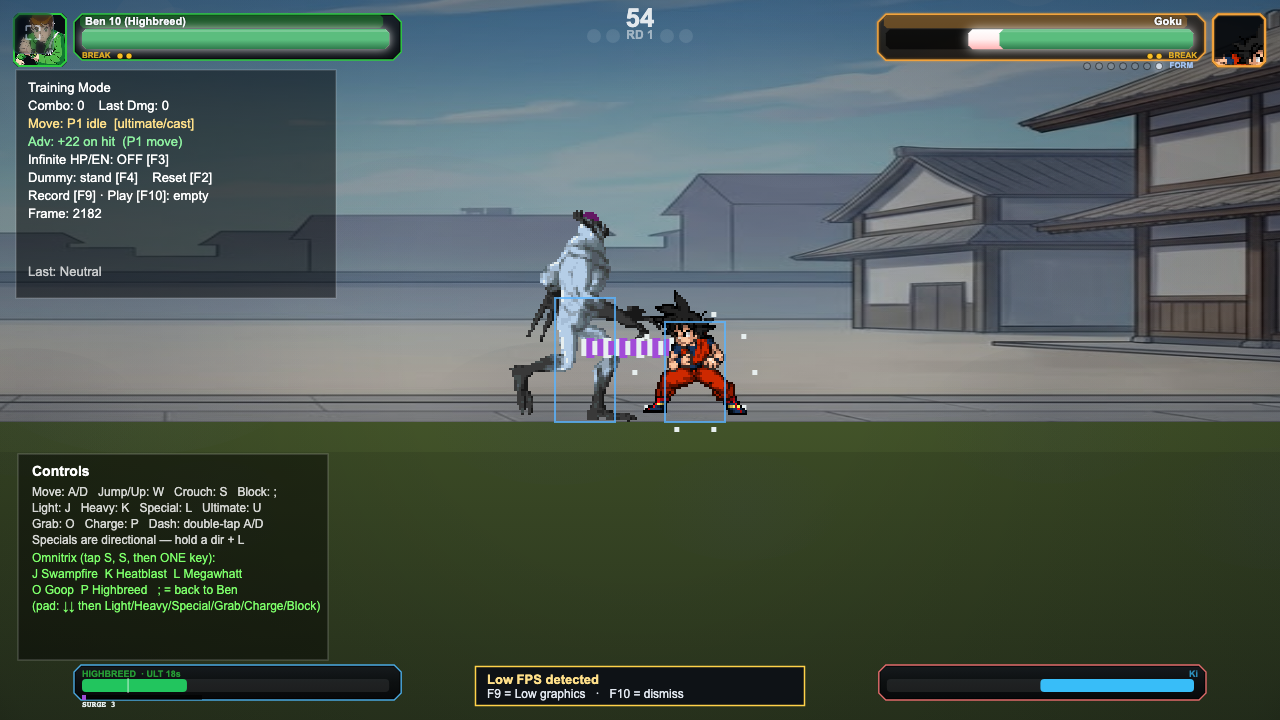 Ben 10 (Highbreed)
BREAK
54
RD 1
Goku
BREAK
FORM
Training Mode
Combo: 0 Last Dmg: 0
Move: P1 idle [ultimate/cast]
Adv: +22 on hit (P1 move)
Infinite HP/EN: OFF [F3]
Dummy: stand [F4] Reset [F2]
Record [F9] · Play [F10]: empty
Frame: 2182
Last: Neutral
Controls
Move: A/D Jump/Up: W Crouch: S Block: ;
Light: J Heavy: K Special: L Ultimate: U
Grab: O Charge: P Dash: double-tap A/D
Specials are directional — hold a dir + L
Omnitrix (tap S, S, then ONE key):
J Swampfire K Heatblast L Megawhatt
O Goop P Highbreed ; = back to Ben
(pad: ↓↓ then Light/Heavy/Special/Grab/Charge/Block)
HIGHBREED · ULT 18s
SURGE 3
Low FPS detected
F9 = Low graphics · F10 = dismiss
Ki